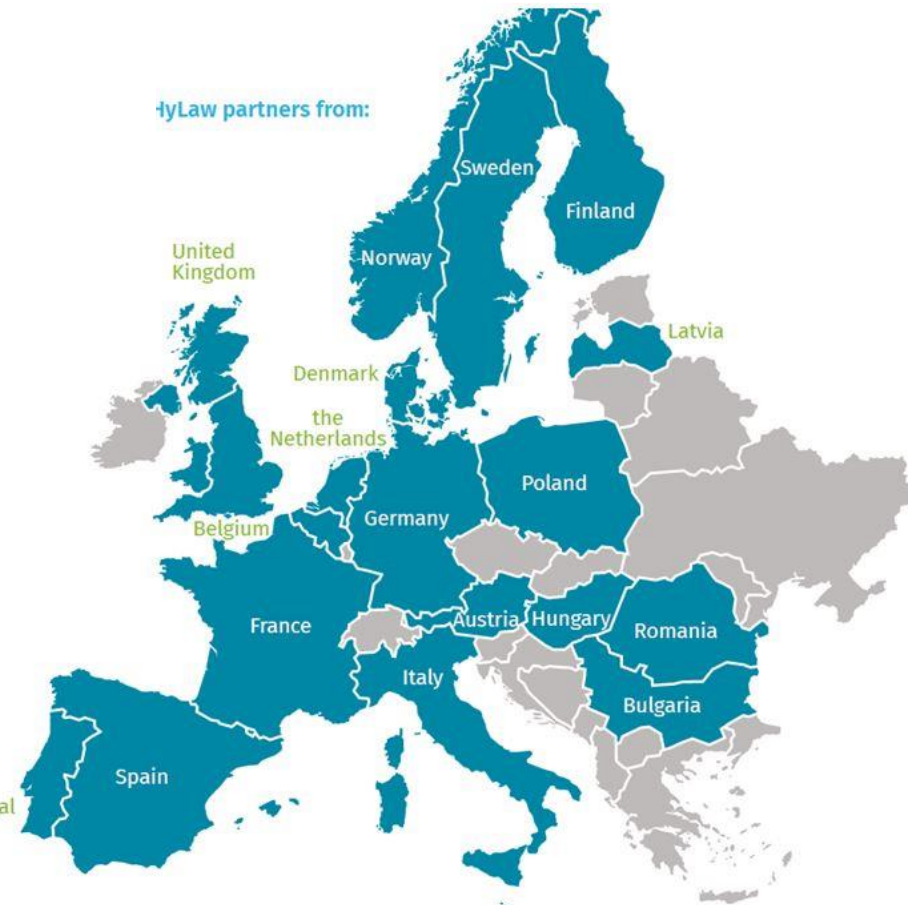 HyLaw partners from:
Sweden
Finland
Norway
United
Kingdom
Latvia
Denmark
the
Netherlands
Poland
Germany
Belgium
Austria
Hungary
France
Romania
Italy
Bulgaria
Spain
al